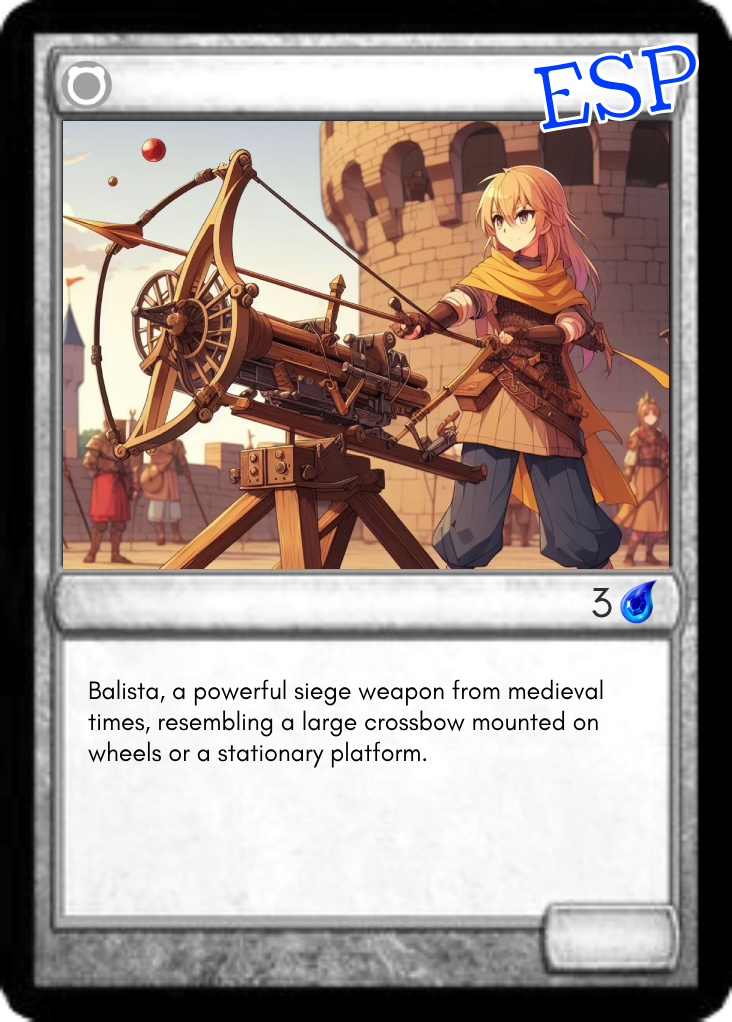 ESP
3
Balista, a powerful siege weapon from medieval
times, resembling a large crossbow mounted on
wheels or a stationary platform.